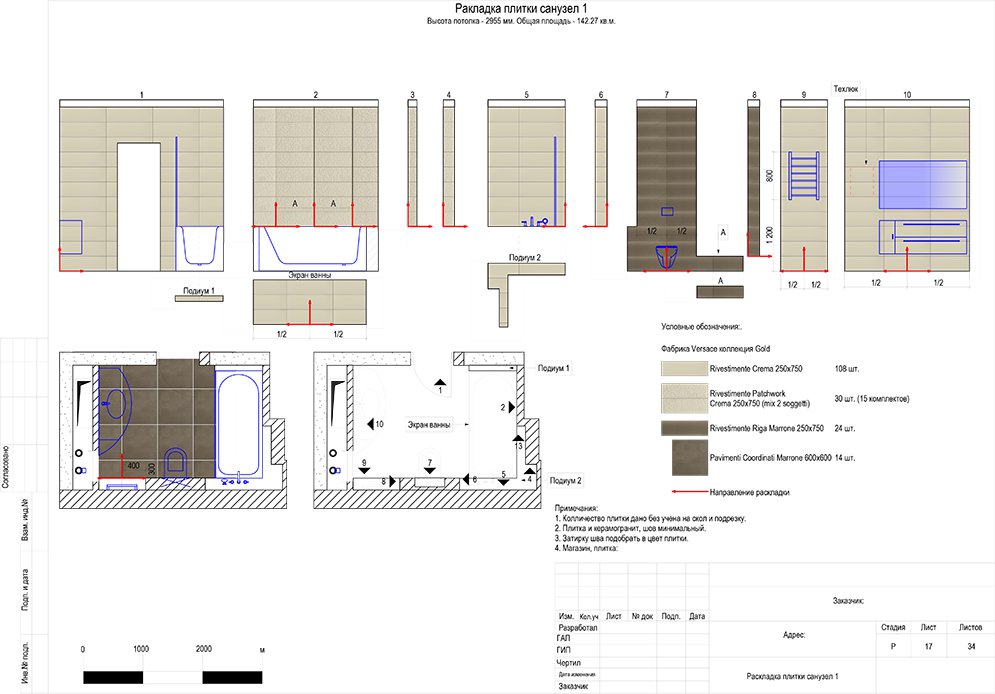 Ракладка плитки санузел 1
Высота потолка - 2955 мм. Общая площадь - 142.27 кв.м.
Техлюк
1 2 3 4 5 6 7 8 9 10
A A
1/2 1/2
A
800
1 200
Подиум 1
Экран ванны
Подиум 2
A
1/2 1/2
1/2 1/2
1/2 1/2
400
300
Подиум 1
1
2
10
Экран ванны
3
9
7
8
6
5
4
Подиум 2
Условные обозначения:.
Фабрика Versace коллекция Gold
Rivestimente Crema 250x750 108 шт.
Rivestimente Patchwork
Crema 250x750 (mix 2 soggetti) 30 шт. (15 комплектов)
Rivestimente Riga Marrone 250x750 24 шт.
Pavimenti Coordinati Marrone 600x600 14 шт.
Направление раскладки
Примечания:
1. Колличество плитки дано без учена на скол и подрезку.
2. Плитка и керамогранит, шов минимальный.
3. Затирку шва подобрать в цвет плитки.
4. Магазин, плитка:
Согласовано
Взам. инд.№
Подп. и дата
Инв.№ подл.
0 1000 2000 м
Изм. Кол.уч Лист № док Подп. Дата
Разработал
ГАП
ГИП
Чертил
Дата изменения
Заказчик
Заказчик:
Адрес:
Стадия Лист Листов
Р 17 34
Раскладка плитки санузел 1